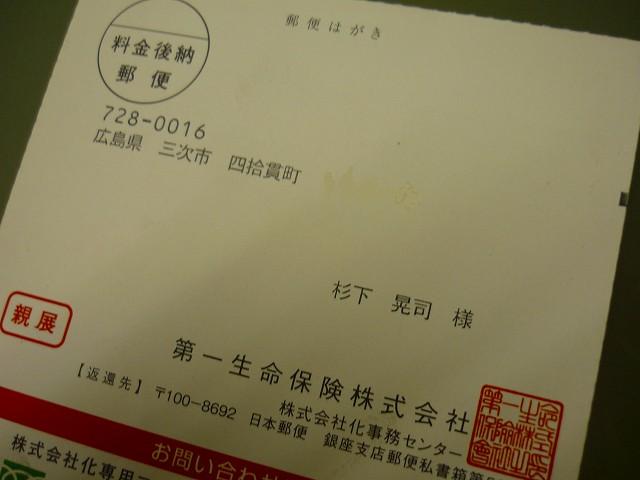 郵便はがき
料金後納
郵便
728-0016
広島県 三次市 四拾貫町
杉下 晃司 様
親展
第一生命保険株式会社
【返還先】 株式会社化事務センター
〒100-8692 日本郵便 銀座支店郵便私書箱第
お問い合わせ
株式会社化専用